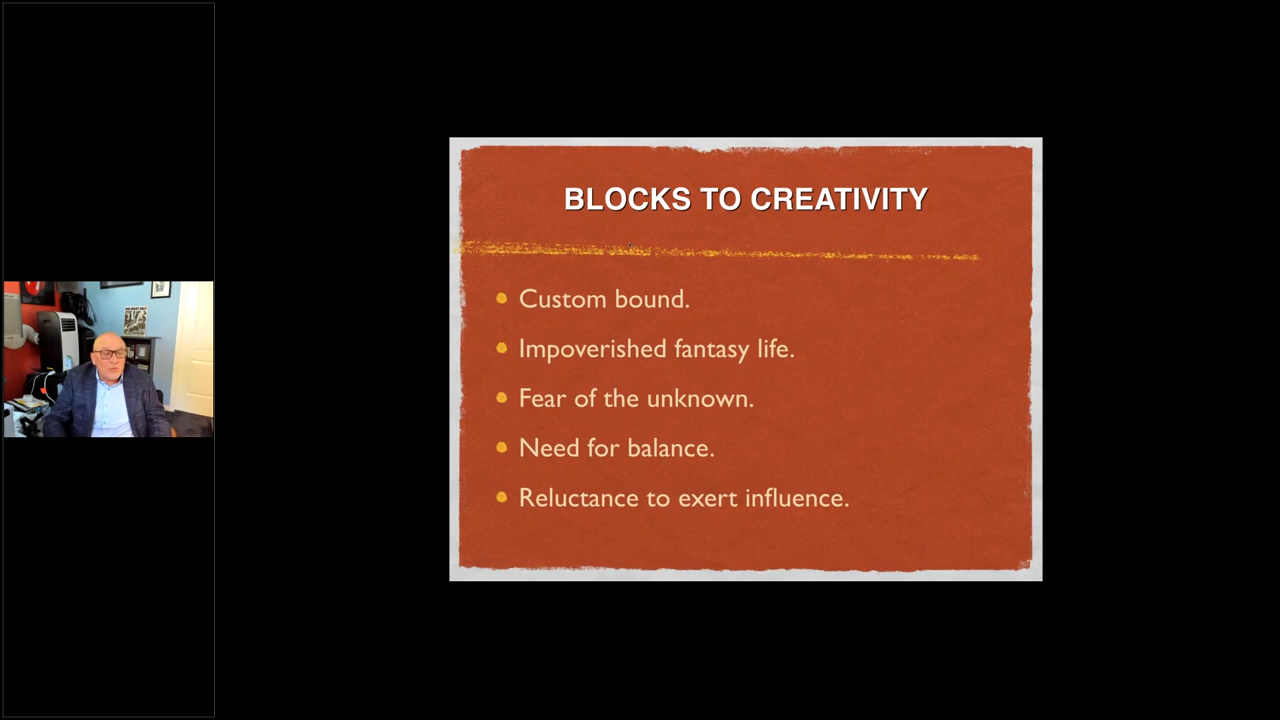 BLOCKS TO CREATIVITY
Custom bound.
Impoverished fantasy life.
Fear of the unknown.
Need for balance.
Reluctance to exert influence.